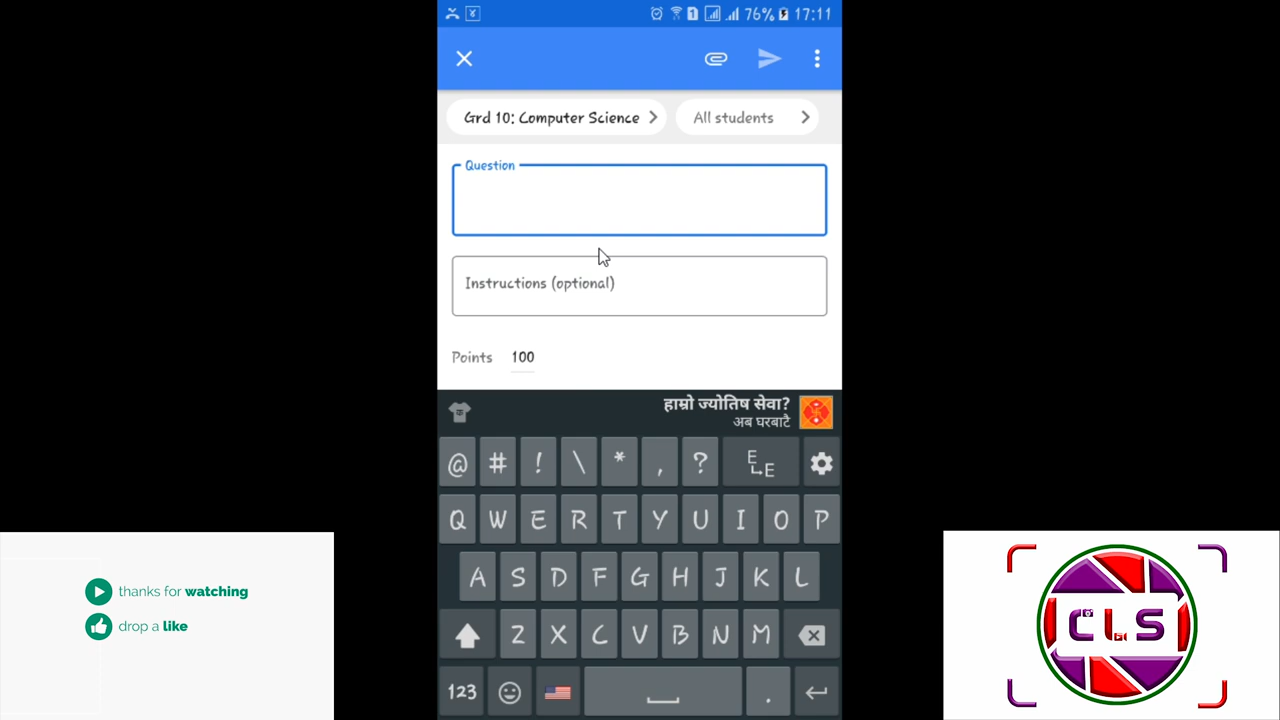 1 76% 17:11
Grd 10: Computer Science All students
Question
Instructions (optional)
Points 100
हाम्रो ज्योतिष सेवा?
अब घरबाटै
@ # ! \ * , ? E E
Q W E R T Y U I O P
A S D F G H J K L
Z X C V B N M
123 .
thanks for watching
drop a like
CLS